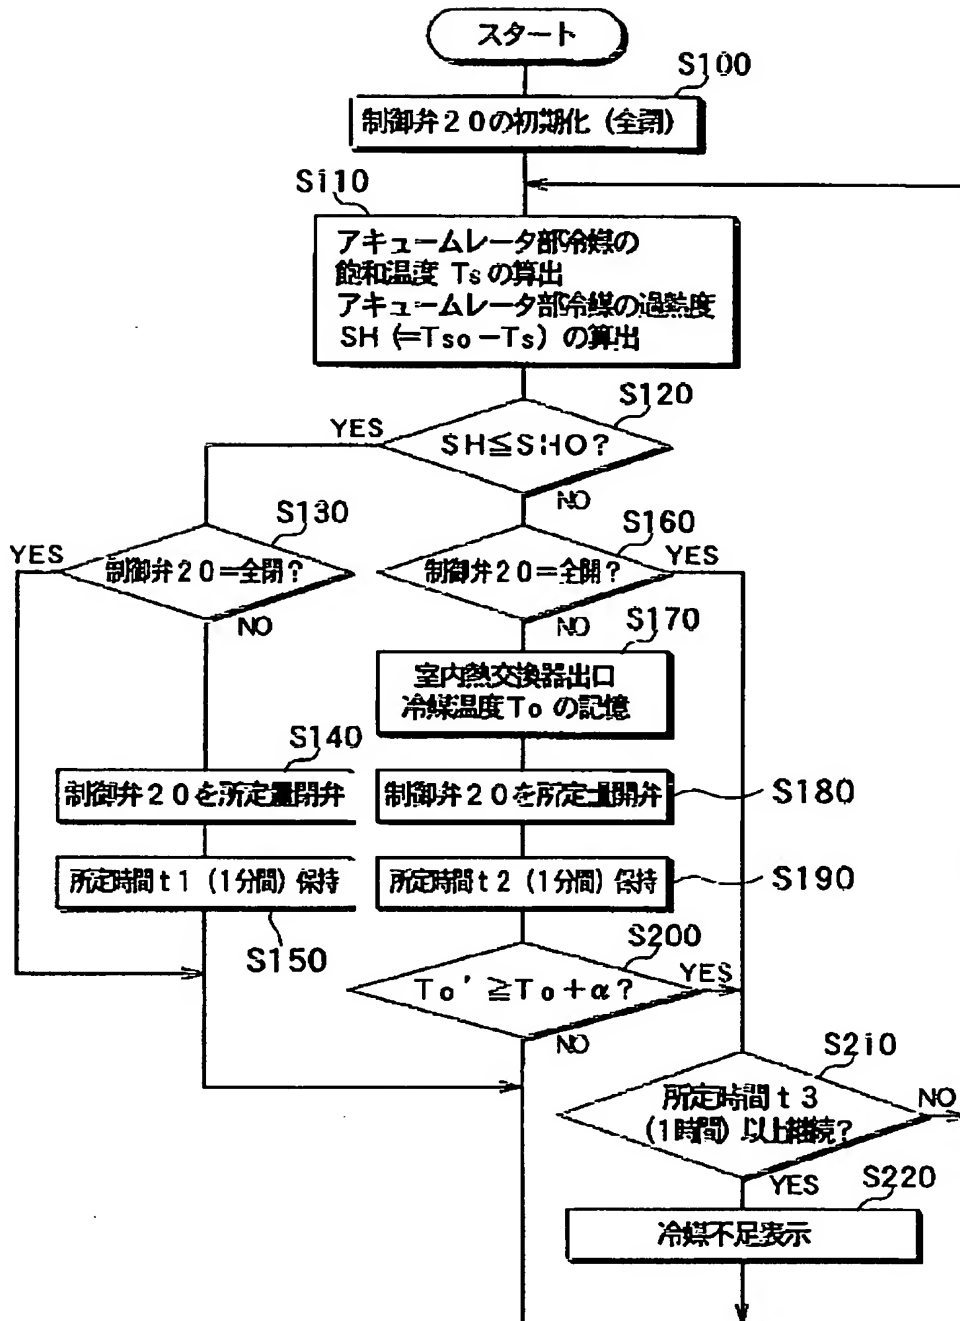 スタート
S100
制御弁20の初期化 (全閉)
S110
アキュームレータ部冷媒の
飽和温度 Tsの算出
アキュームレータ部冷媒の過熱度
SH (=Tso-Ts) の算出
S120
YES
SH≦SHO?
NO
S130
S160
YES
制御弁20=全閉?
制御弁20=全開?
YES
NO
NO
S170
室内熱交換器出口
冷媒温度To の記憶
S140
制御弁20を所定量閉弁
制御弁20を所定量開弁
S180
所定時間t1 (1分間) 保持
所定時間t2 (1分間) 保持
S190
S150
S200
YES
To' ≧To+α?
NO
S210
所定時間t3
(1時間) 以上継続?
NO
YES
S220
冷媒不足表示